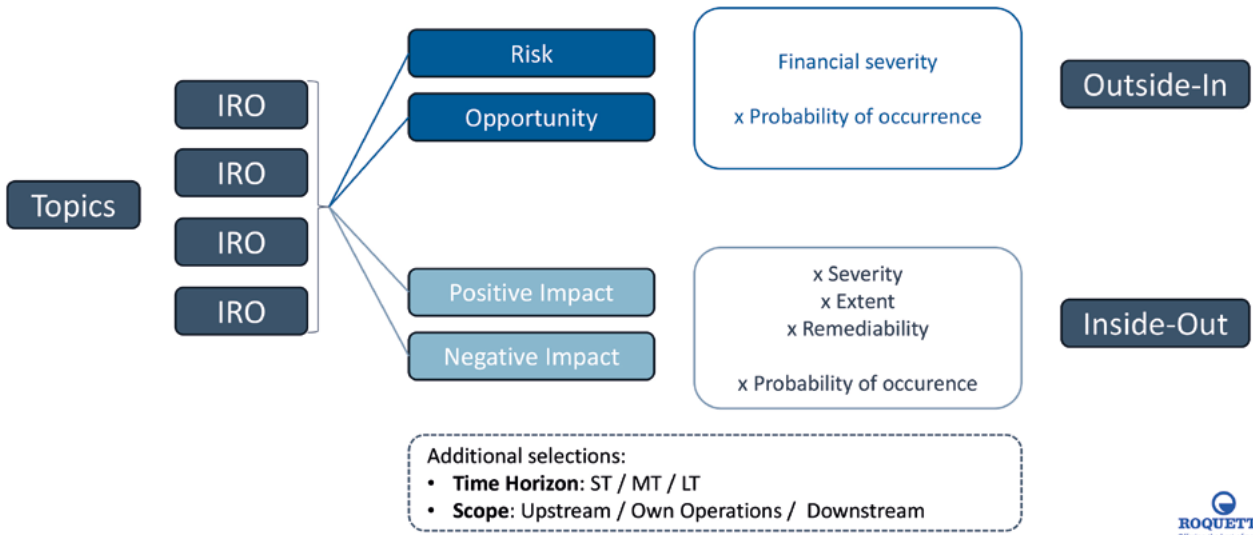 Topics
IRO
IRO
IRO
IRO
Risk
Opportunity
Financial severity
x Probability of occurrence
Outside-In
Positive Impact
Negative Impact
x Severity
x Extent
x Remediability
x Probability of occurence
Inside-Out
Additional selections:
• Time Horizon: ST / MT / LT
• Scope: Upstream / Own Operations / Downstream
ROQUETT